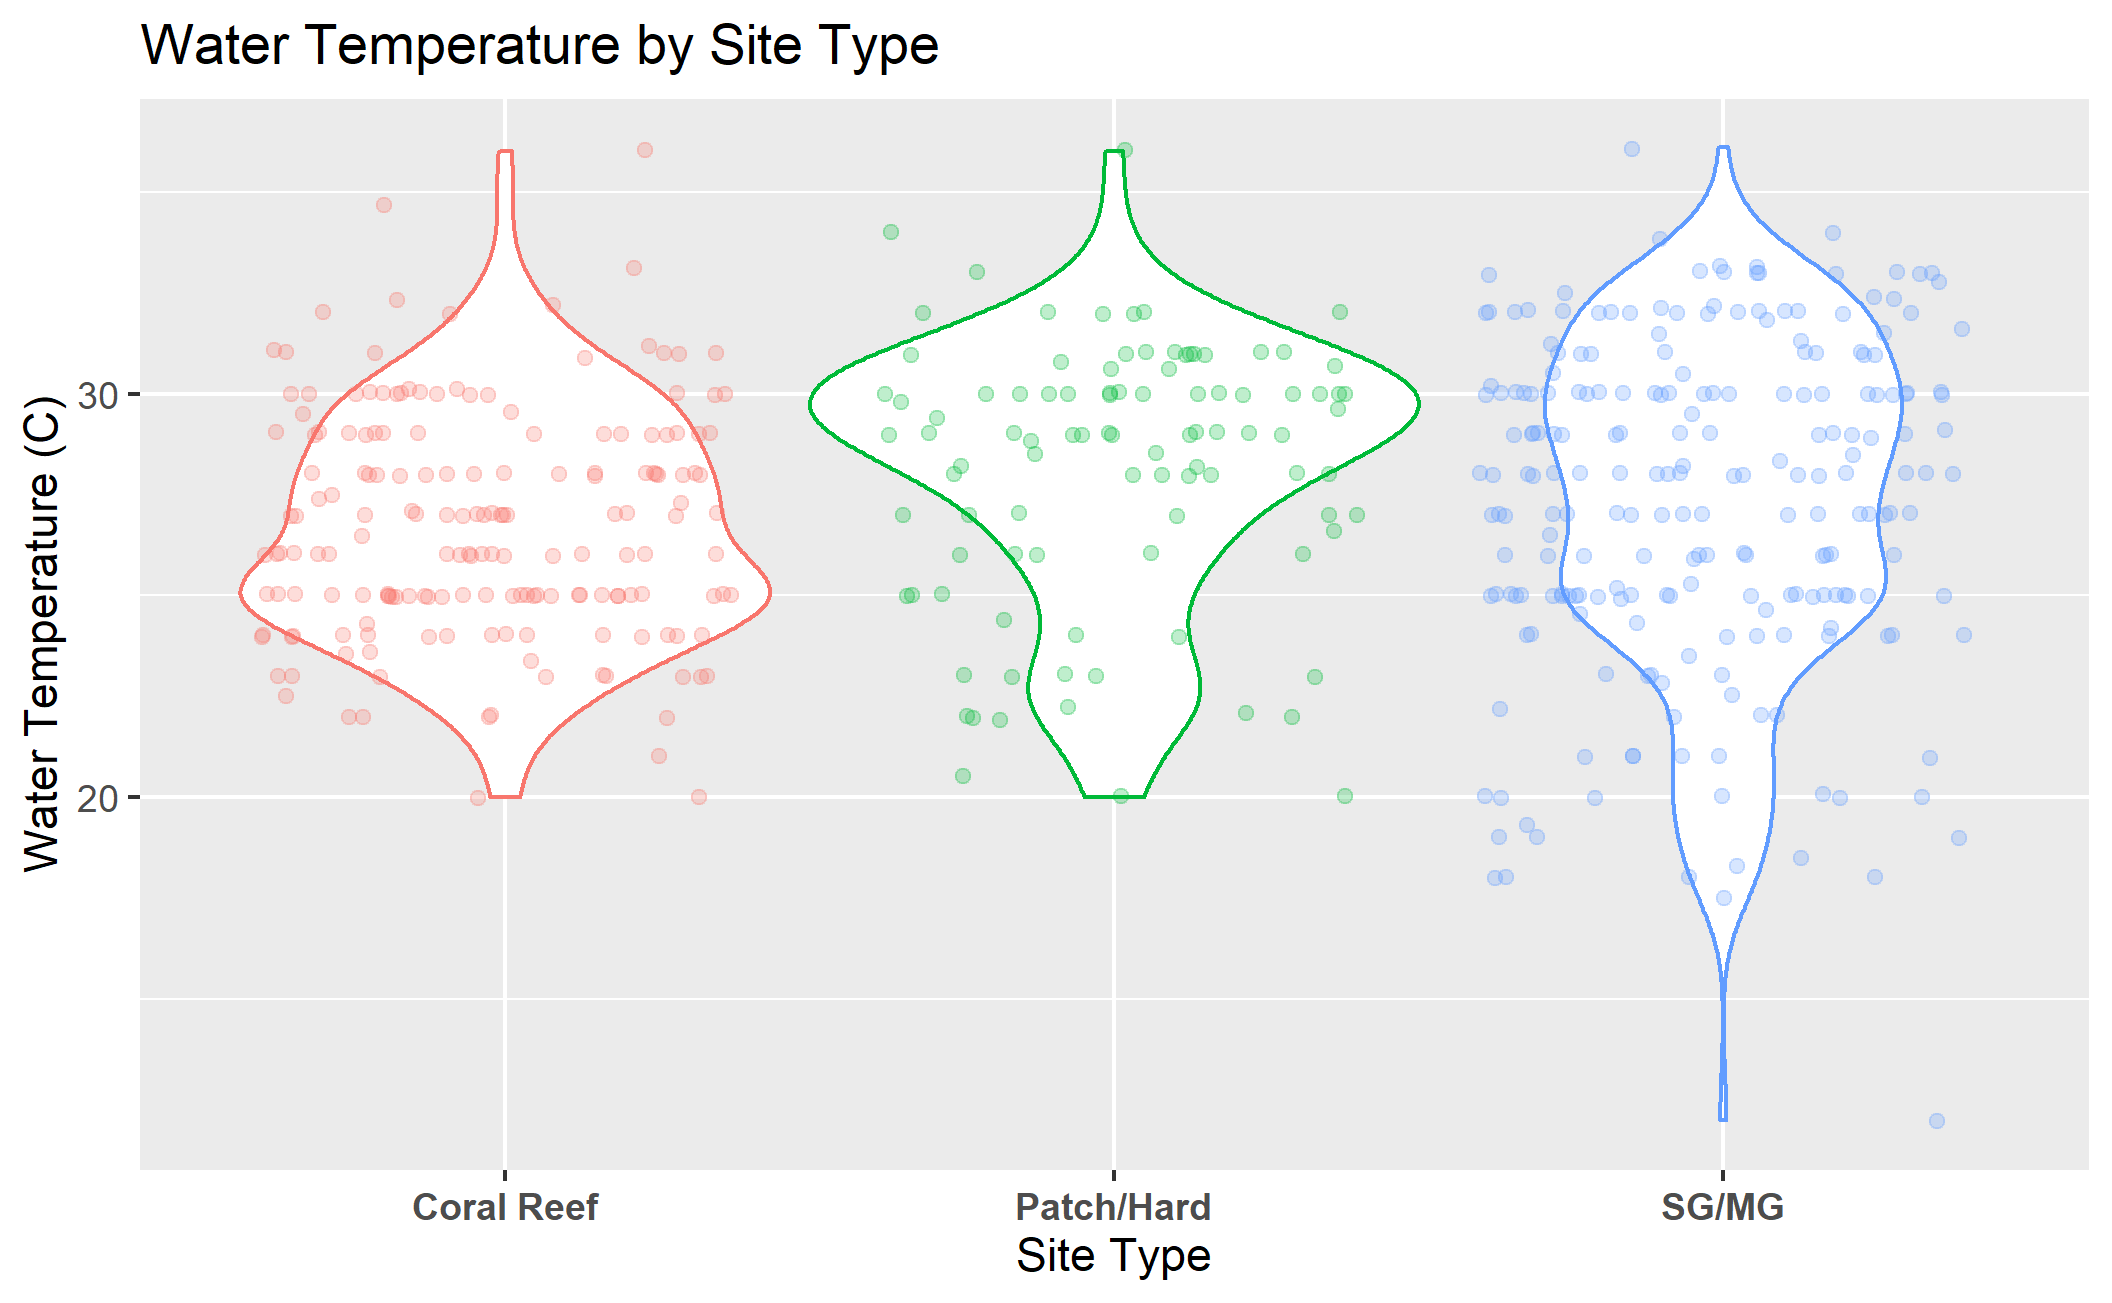 Water Temperature by Site Type
Water Temperature (C)
30
20
Coral Reef
Patch/Hard
SG/MG
Site Type